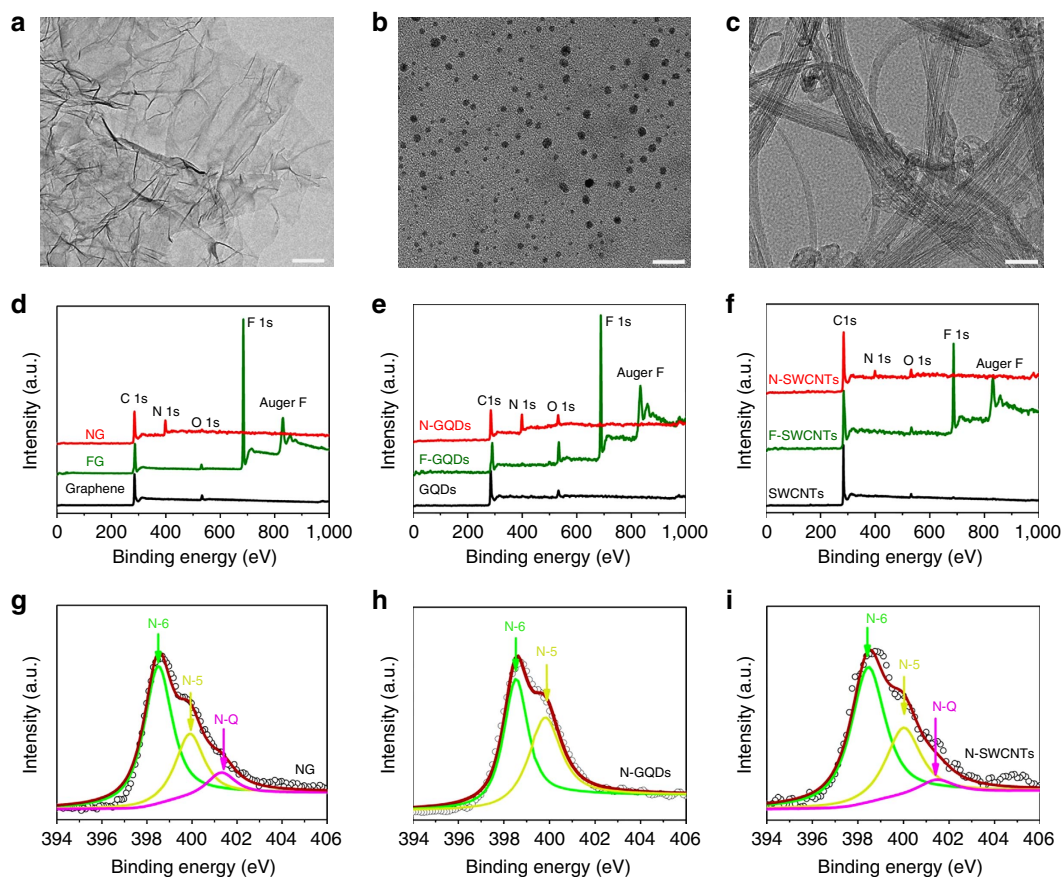 a
b
c
d
Intensity (a.u.)
F 1s
Auger F
C 1s
N 1s
O 1s
NG
FG
Graphene
0 200 400 600 800 1,000
Binding energy (eV)
e
Intensity (a.u.)
F 1s
Auger F
C1s
N 1s
O 1s
N-GQDs
F-GQDs
GQDs
0 200 400 600 800 1,000
Binding energy (eV)
f
Intensity (a.u.)
C1s
F 1s
N 1s
O 1s
Auger F
N-SWCNTs
F-SWCNTs
SWCNTs
0 200 400 600 800 1,000
Binding energy (eV)
g
Intensity (a.u.)
N-6
N-5
N-Q
NG
394 396 398 400 402 404 406
Binding energy (eV)
h
Intensity (a.u.)
N-6
N-5
N-GQDs
394 396 398 400 402 404 406
Binding energy (eV)
i
Intensity (a.u.)
N-6
N-5
N-Q
N-SWCNTs
394 396 398 400 402 404 406
Binding energy (eV)